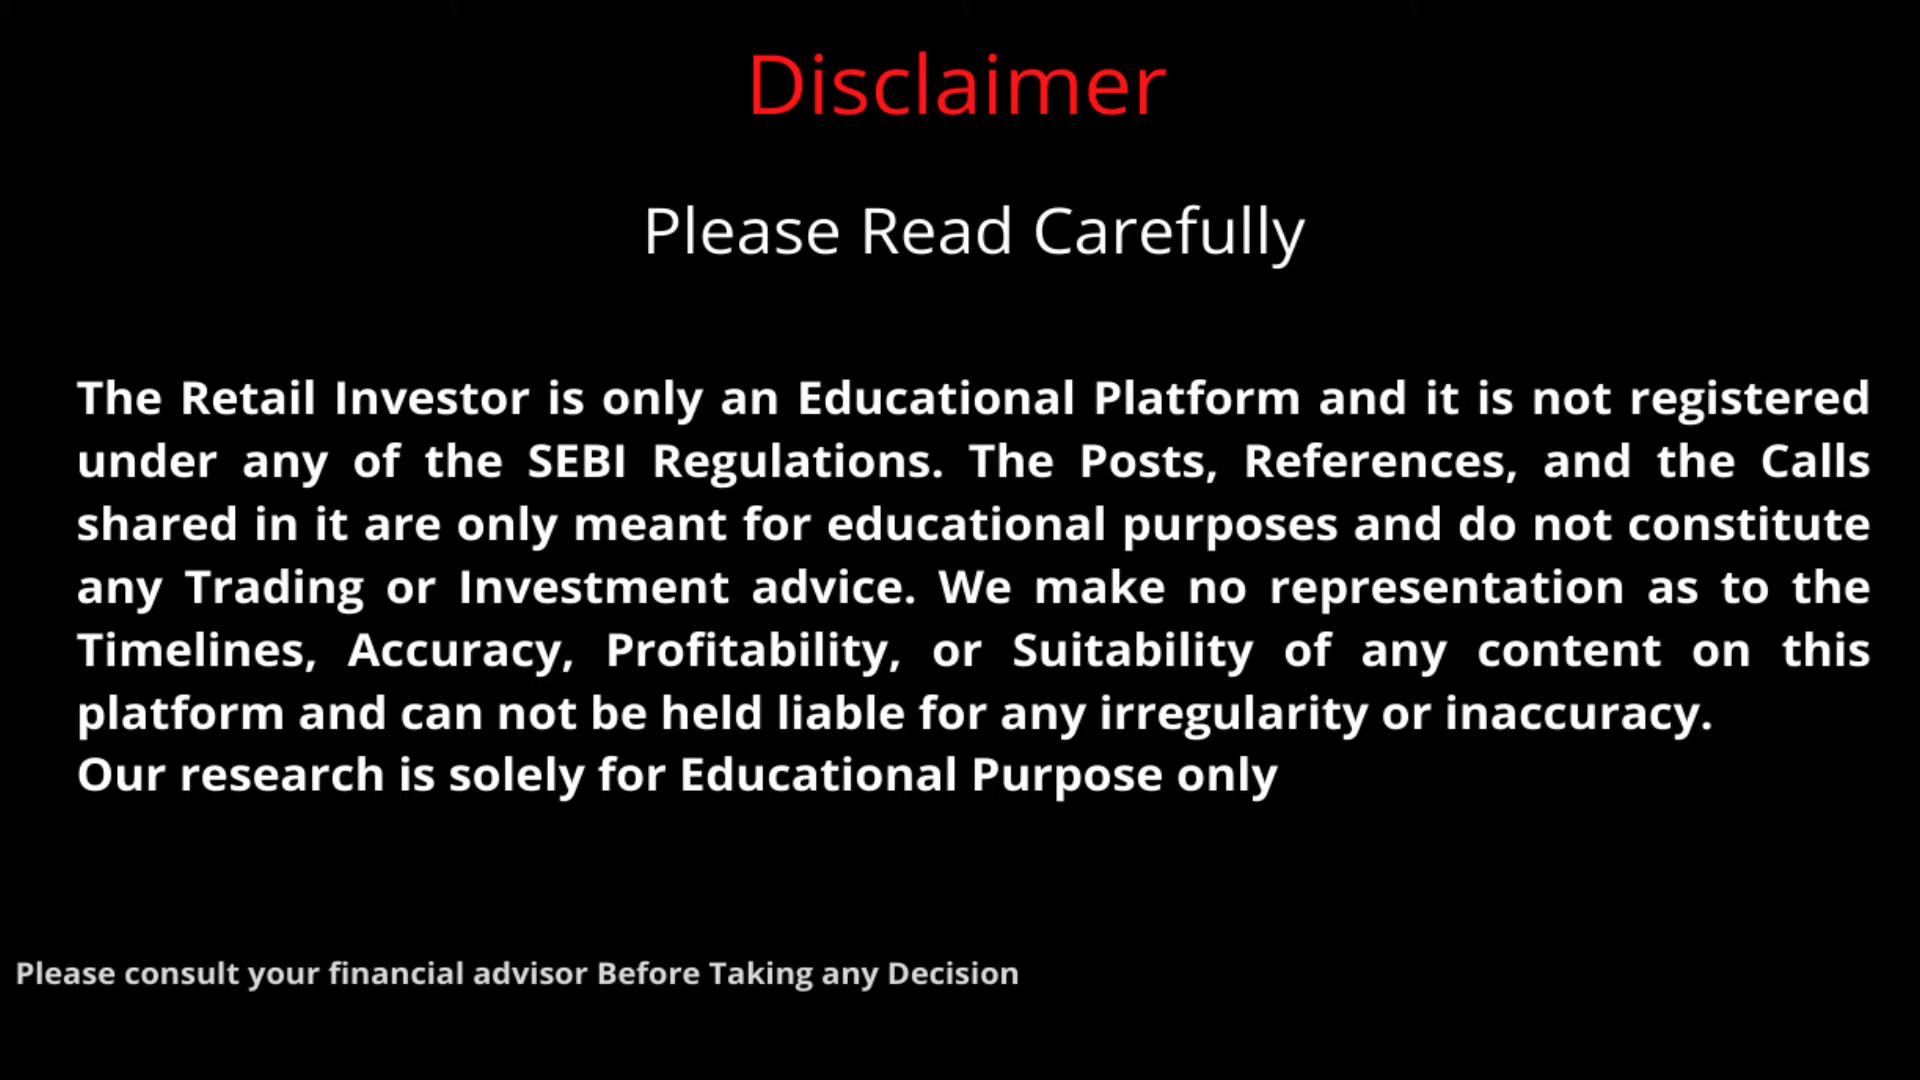 Disclaimer
Please Read Carefully
The Retail Investor is only an Educational Platform and it is not registered
under any of the SEBI Regulations. The Posts, References, and the Calls
shared in it are only meant for educational purposes and do not constitute
any Trading or Investment advice. We make no representation as to the
Timelines, Accuracy, Profitability, or Suitability of any content on this
platform and can not be held liable for any irregularity or inaccuracy.
Our research is solely for Educational Purpose only
Please consult your financial advisor Before Taking any Decision